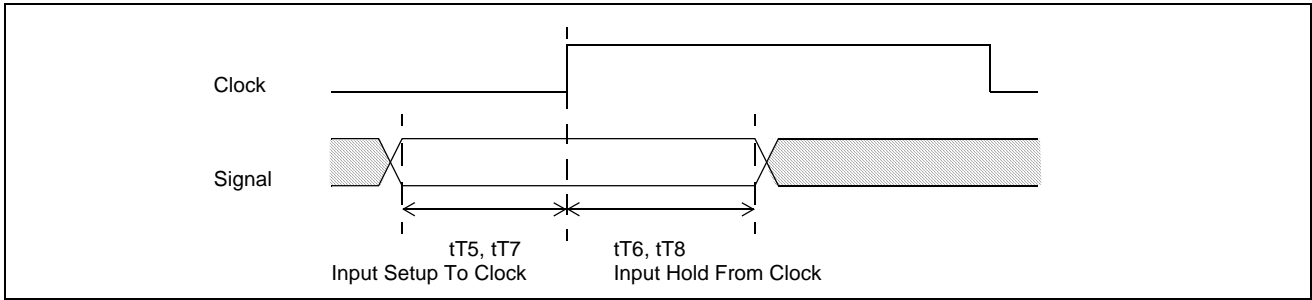 Clock
Signal
tT5, tT7
tT6, tT8
Input Setup To Clock
Input Hold From Clock